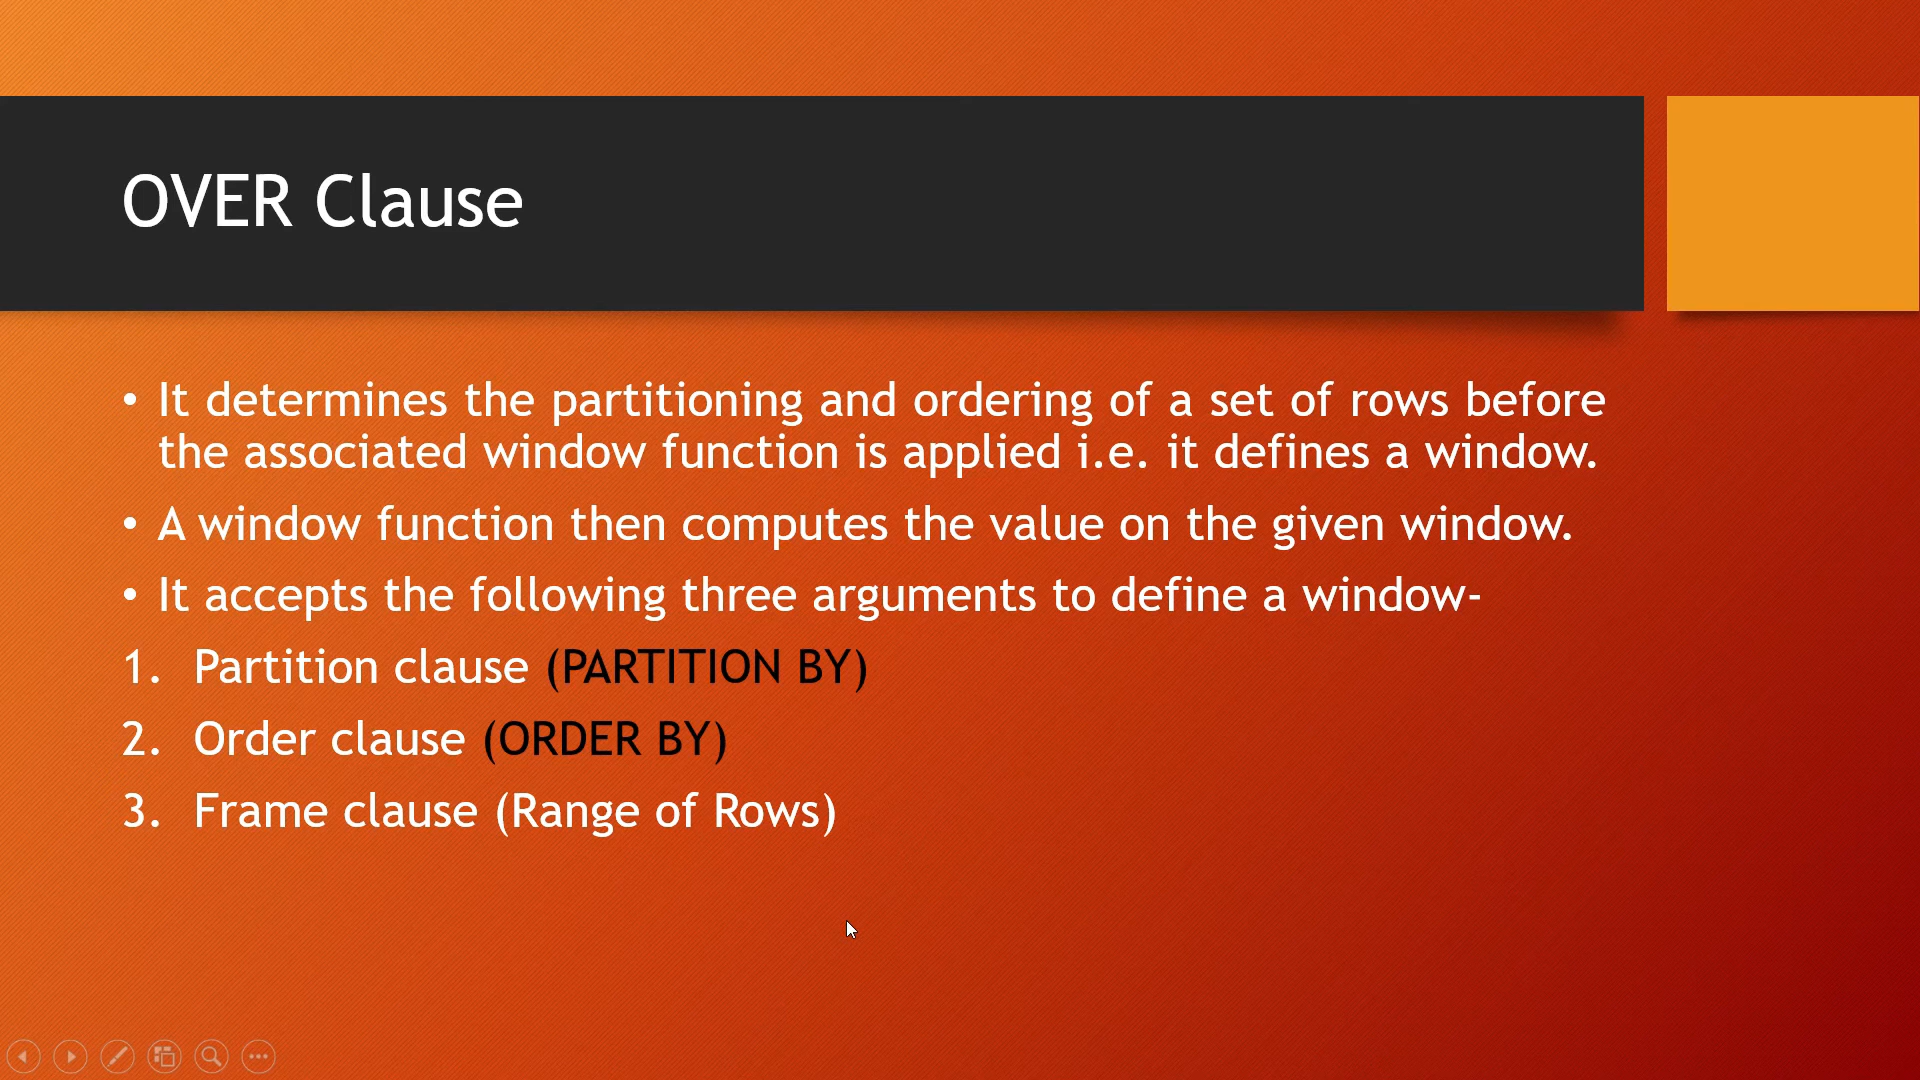 OVER Clause
• It determines the partitioning and ordering of a set of rows before
the associated window function is applied i.e. it defines a window.
• A window function then computes the value on the given window.
• It accepts the following three arguments to define a window-
1. Partition clause (PARTITION BY)
2. Order clause (ORDER BY)
3. Frame clause (Range of Rows)